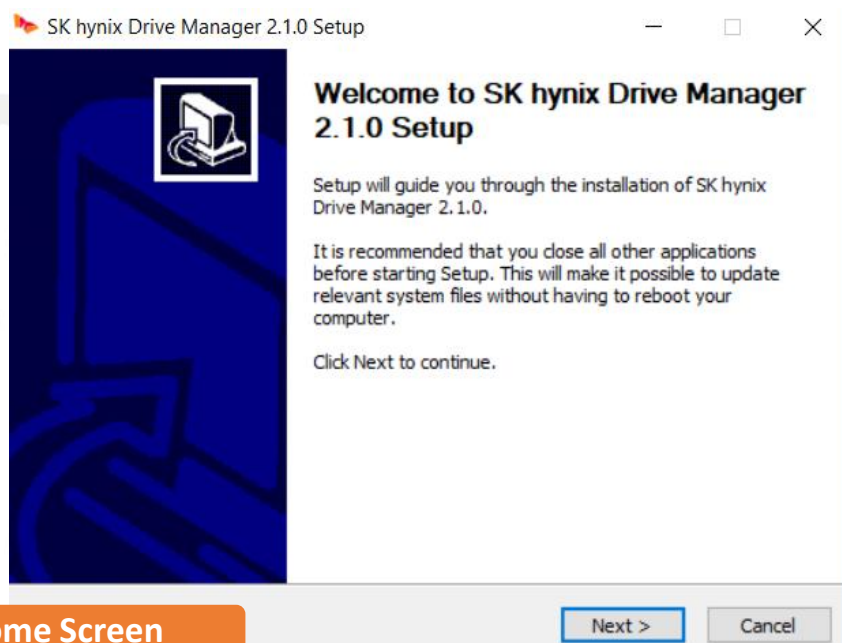 SK hynix Drive Manager 2.1.0 Setup
Welcome to SK hynix Drive Manager
2.1.0 Setup
Setup will guide you through the installation of SK hynix
Drive Manager 2.1.0.
It is recommended that you close all other applications
before starting Setup. This will make it possible to update
relevant system files without having to reboot your
computer.
Click Next to continue.
Next >
Cancel
Screen